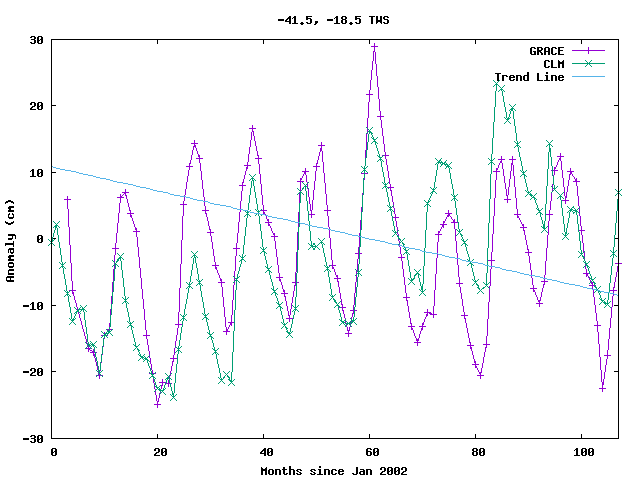 -41.5, -18.5 TWS
GRACE
CLM
Trend Line
30
20
10
0
-10
-20
-30
Anomaly (cm)
0 20 40 60 80 100
Months since Jan 2002